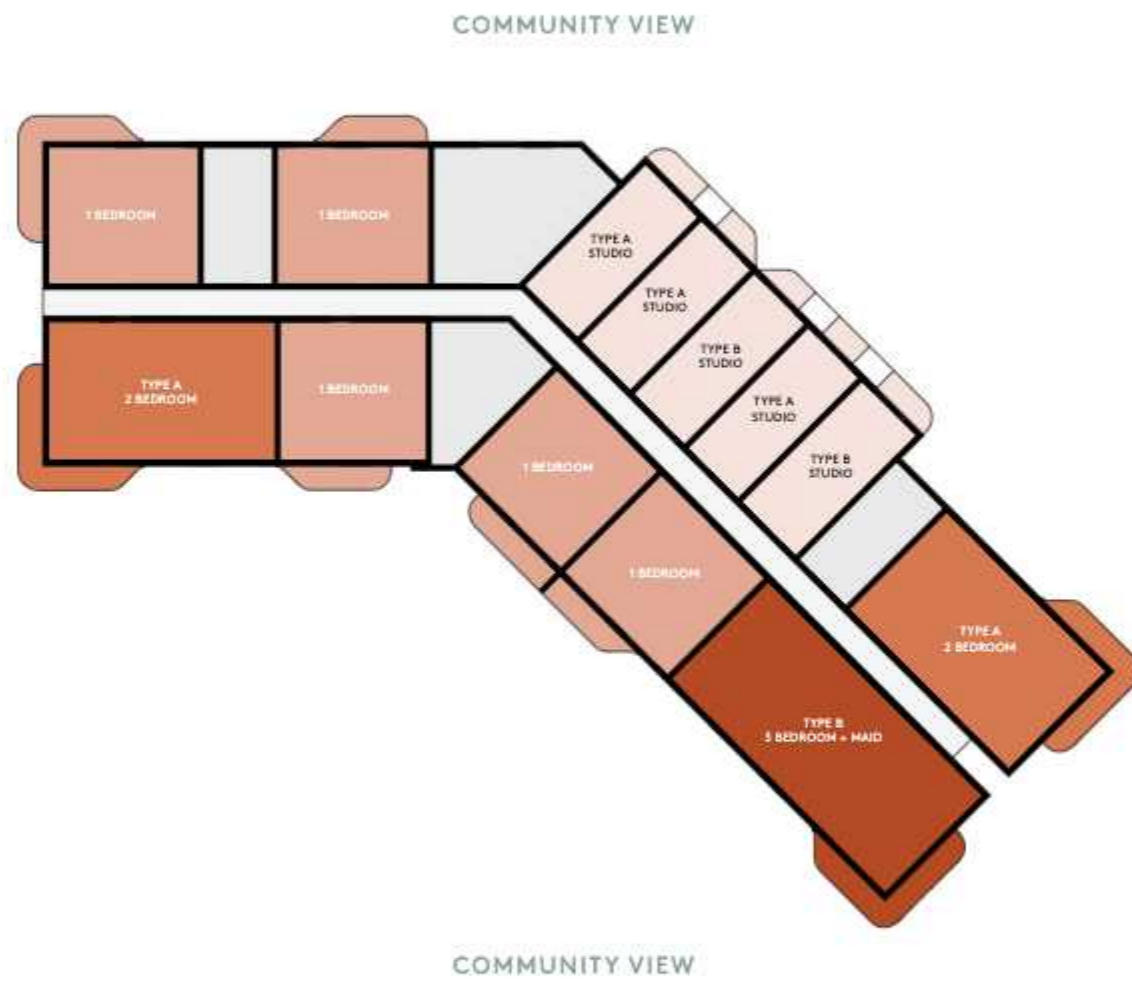 COMMUNITY VIEW
1 BEDROOM
1 BEDROOM
TYPE A
STUDIO
TYPE A
STUDIO
TYPE B
STUDIO
TYPE A
STUDIO
TYPE B
STUDIO
TYPE A
2 BEDROOM
1 BEDROOM
1 BEDROOM
1 BEDROOM
TYPE A
2 BEDROOM
TYPE B
3 BEDROOM + MAID
COMMUNITY VIEW